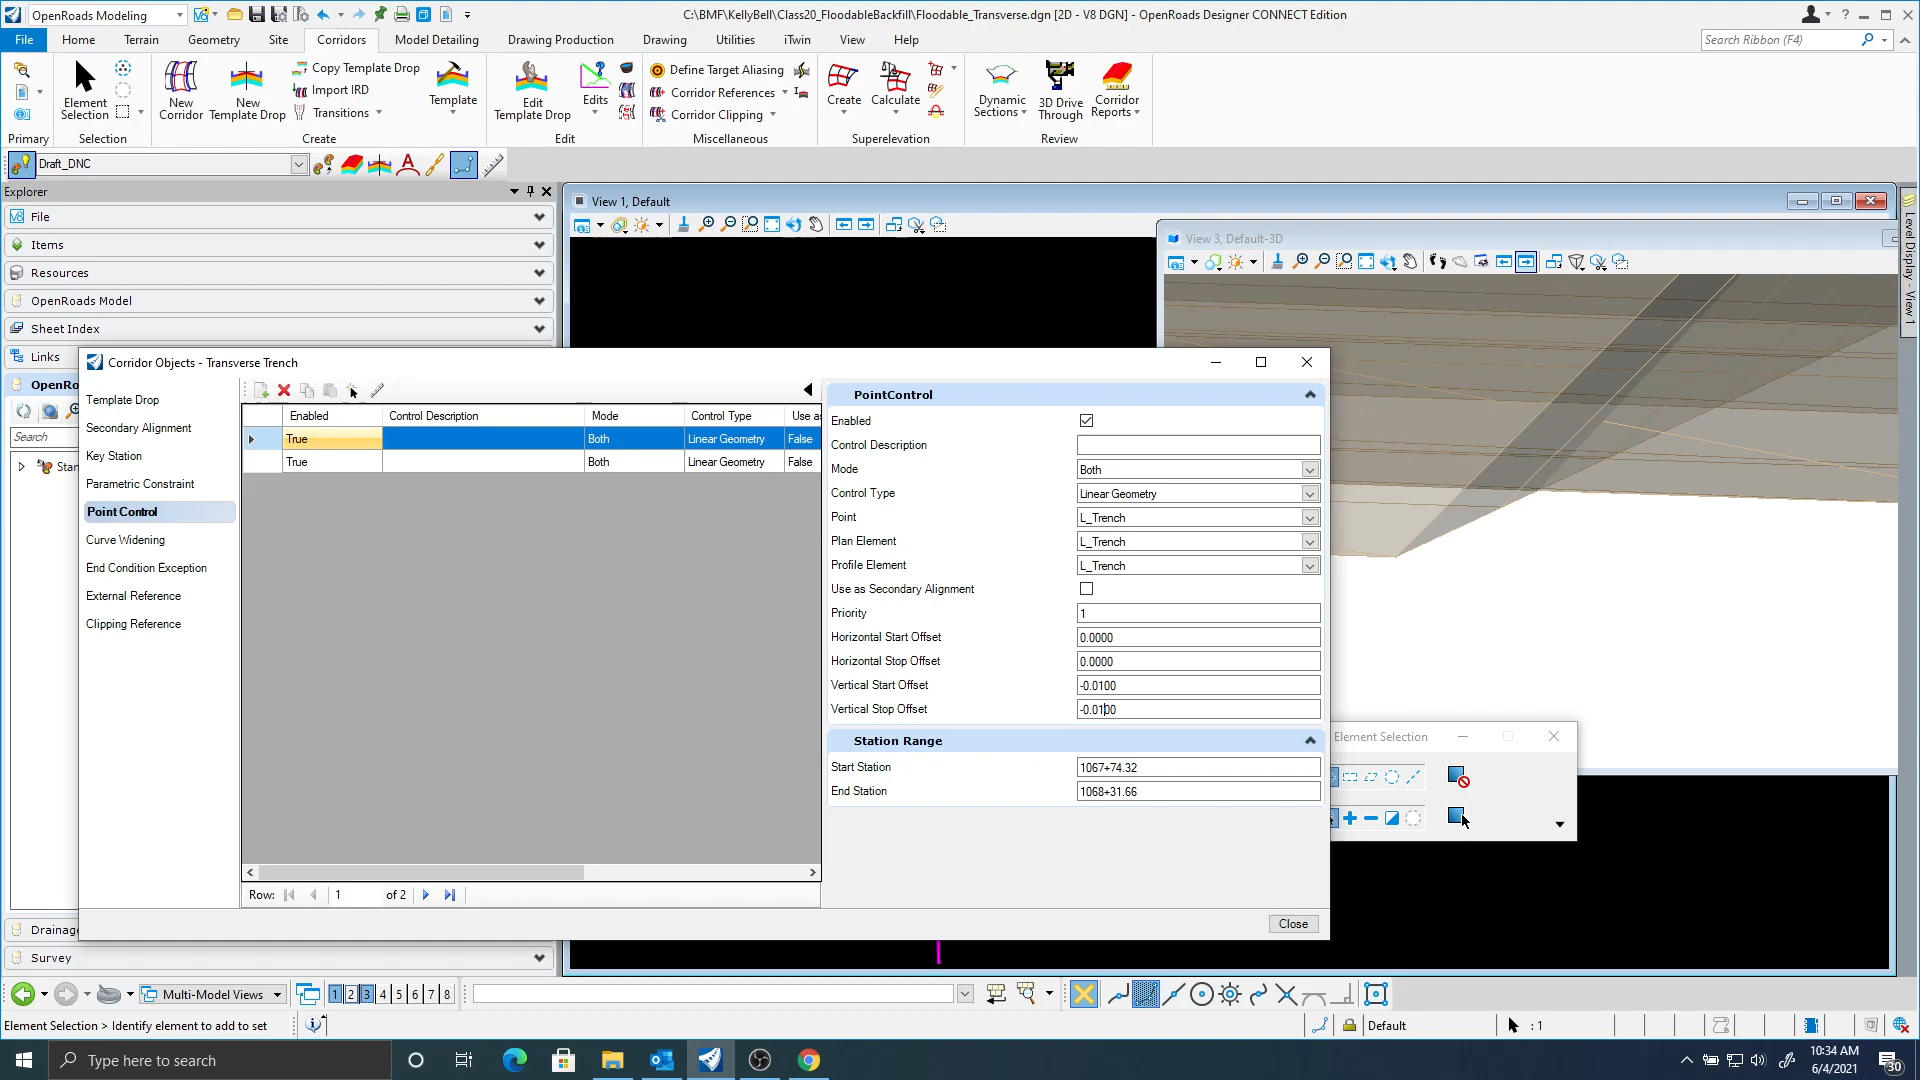 OpenRoads Modeling
C:\BMF\KellyBell\Class20_FloodableBackfill\Floodable_Transverse.dgn [2D - V8 DGN] - OpenRoads Designer CONNECT Edition
File Home Terrain Geometry Site Corridors Model Detailing Drawing Production Drawing Utilities iTwin View Help
Search Ribbon (F4)
Element Selection
New Corridor
New Template Drop
Copy Template Drop
Import IRD
Transitions
Template
Edit Template Drop
Edits
Define Target Aliasing
Corridor References
Corridor Clipping
Create
Calculate
Dynamic Sections
3D Drive Through
Corridor Reports
Primary Selection Create Edit Miscellaneous Superelevation Review
Draft_DNC
Explorer
File
Items
Resources
OpenRoads Model
Sheet Index
Links
OpenRo
Search
Stan
Drainag
Survey
View 1, Default
View 3, Default-3D
Level Display - View 1
Corridor Objects - Transverse Trench
Template Drop
Secondary Alignment
Key Station
Parametric Constraint
Point Control
Curve Widening
End Condition Exception
External Reference
Clipping Reference
Enabled Control Description Mode Control Type Use as
True Both Linear Geometry False
True Both Linear Geometry False
Row: 1 of 2
PointControl
Enabled
Control Description
Mode Both
Control Type Linear Geometry
Point L_Trench
Plan Element L_Trench
Profile Element L_Trench
Use as Secondary Alignment
Priority 1
Horizontal Start Offset 0.0000
Horizontal Stop Offset 0.0000
Vertical Start Offset -0.0100
Vertical Stop Offset -0.0100
Station Range
Start Station 1067+74.32
End Station 1068+31.66
Close
Element Selection
Multi-Model Views 1 2 3 4 5 6 7 8
Element Selection > Identify element to add to set
Default
: 1
Type here to search
10:34 AM
6/4/2021
30